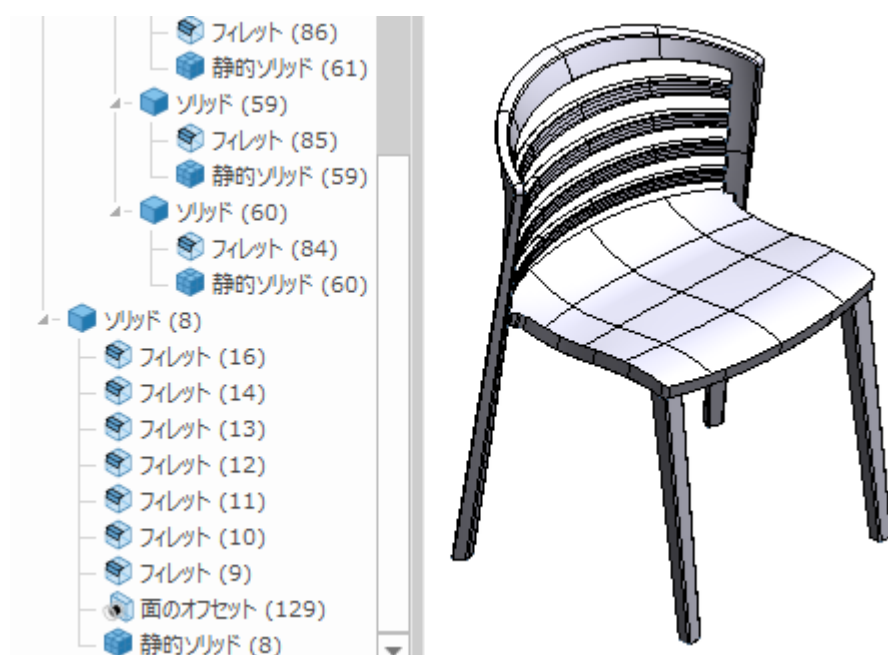 フィレット (86)
静的ソリッド (61)
ソリッド (59)
フィレット (85)
静的ソリッド (59)
ソリッド (60)
フィレット (84)
静的ソリッド (60)
ソリッド (8)
フィレット (16)
フィレット (14)
フィレット (13)
フィレット (12)
フィレット (11)
フィレット (10)
フィレット (9)
面のオフセット (129)
静的ソリッド (8)